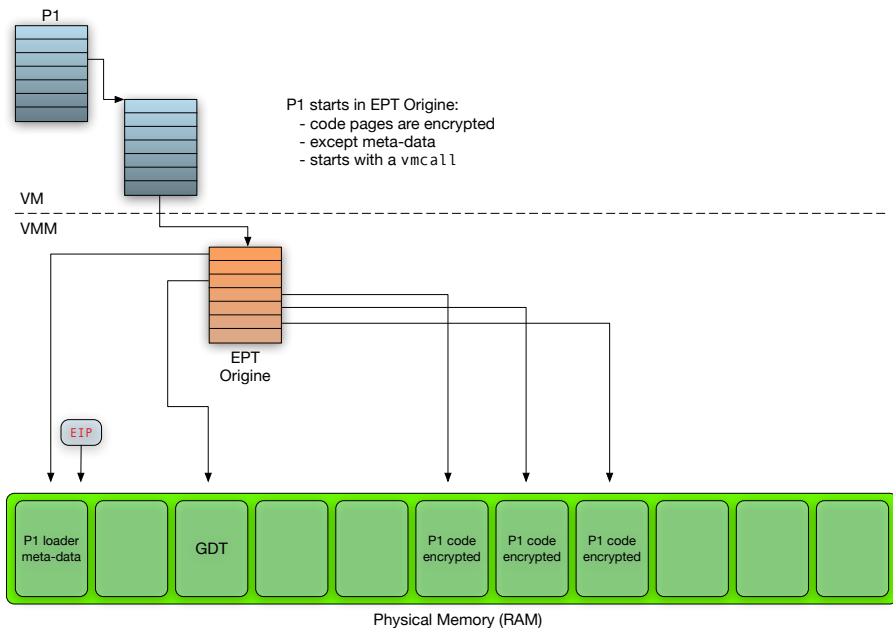 P1
P1 starts in EPT Origine:
- code pages are encrypted
- except meta-data
- starts with a vmcall
VM
VMM
EPT
Origine
EIP
P1 loader
meta-data
GDT
P1 code
encrypted
P1 code
encrypted
P1 code
encrypted
Physical Memory (RAM)